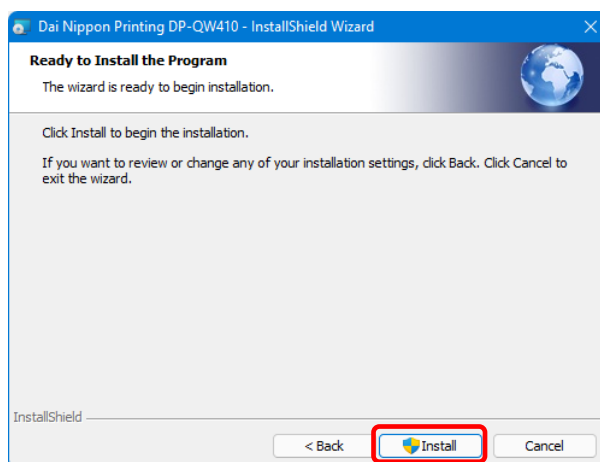 Dai Nippon Printing DP-QW410 - InstallShield Wizard
Ready to Install the Program
The wizard is ready to begin installation.
Click Install to begin the installation.
If you want to review or change any of your installation settings, click Back. Click Cancel to
exit the wizard.
InstallShield
< Back
Install
Cancel